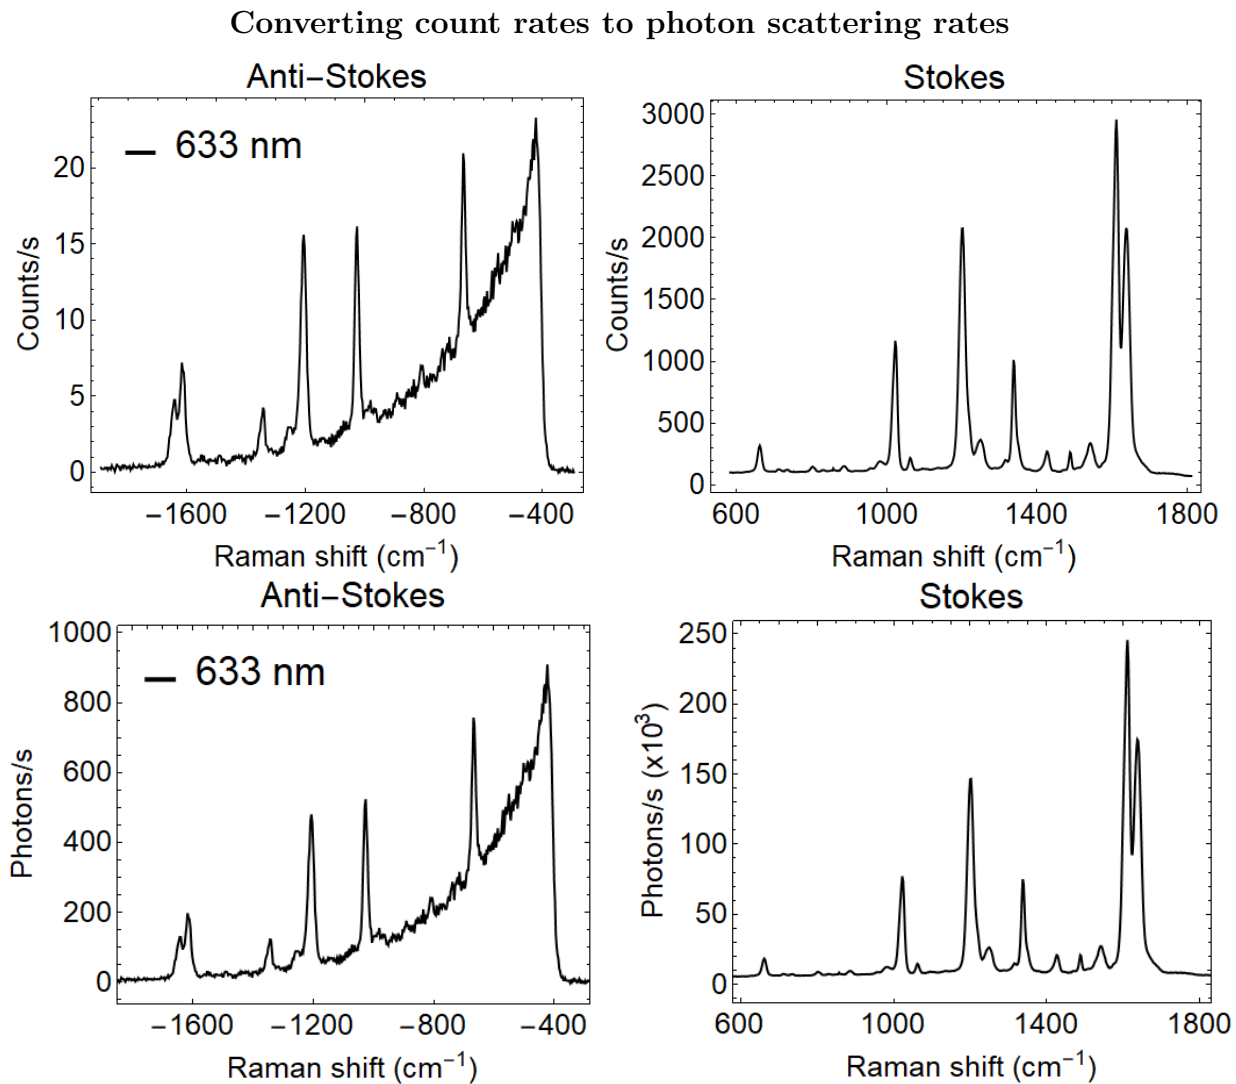 Converting count rates to photon scattering rates
Anti−Stokes
633 nm
Counts/s
20
15
10
5
0
−1600 −1200 −800 −400
Raman shift (cm⁻¹)
Stokes
Counts/s
3000
2500
2000
1500
1000
500
0
600 1000 1400 1800
Raman shift (cm⁻¹)
Anti−Stokes
633 nm
Photons/s
1000
800
600
400
200
0
−1600 −1200 −800 −400
Raman shift (cm⁻¹)
Stokes
Photons/s (x10³)
250
200
150
100
50
0
600 1000 1400 1800
Raman shift (cm⁻¹)